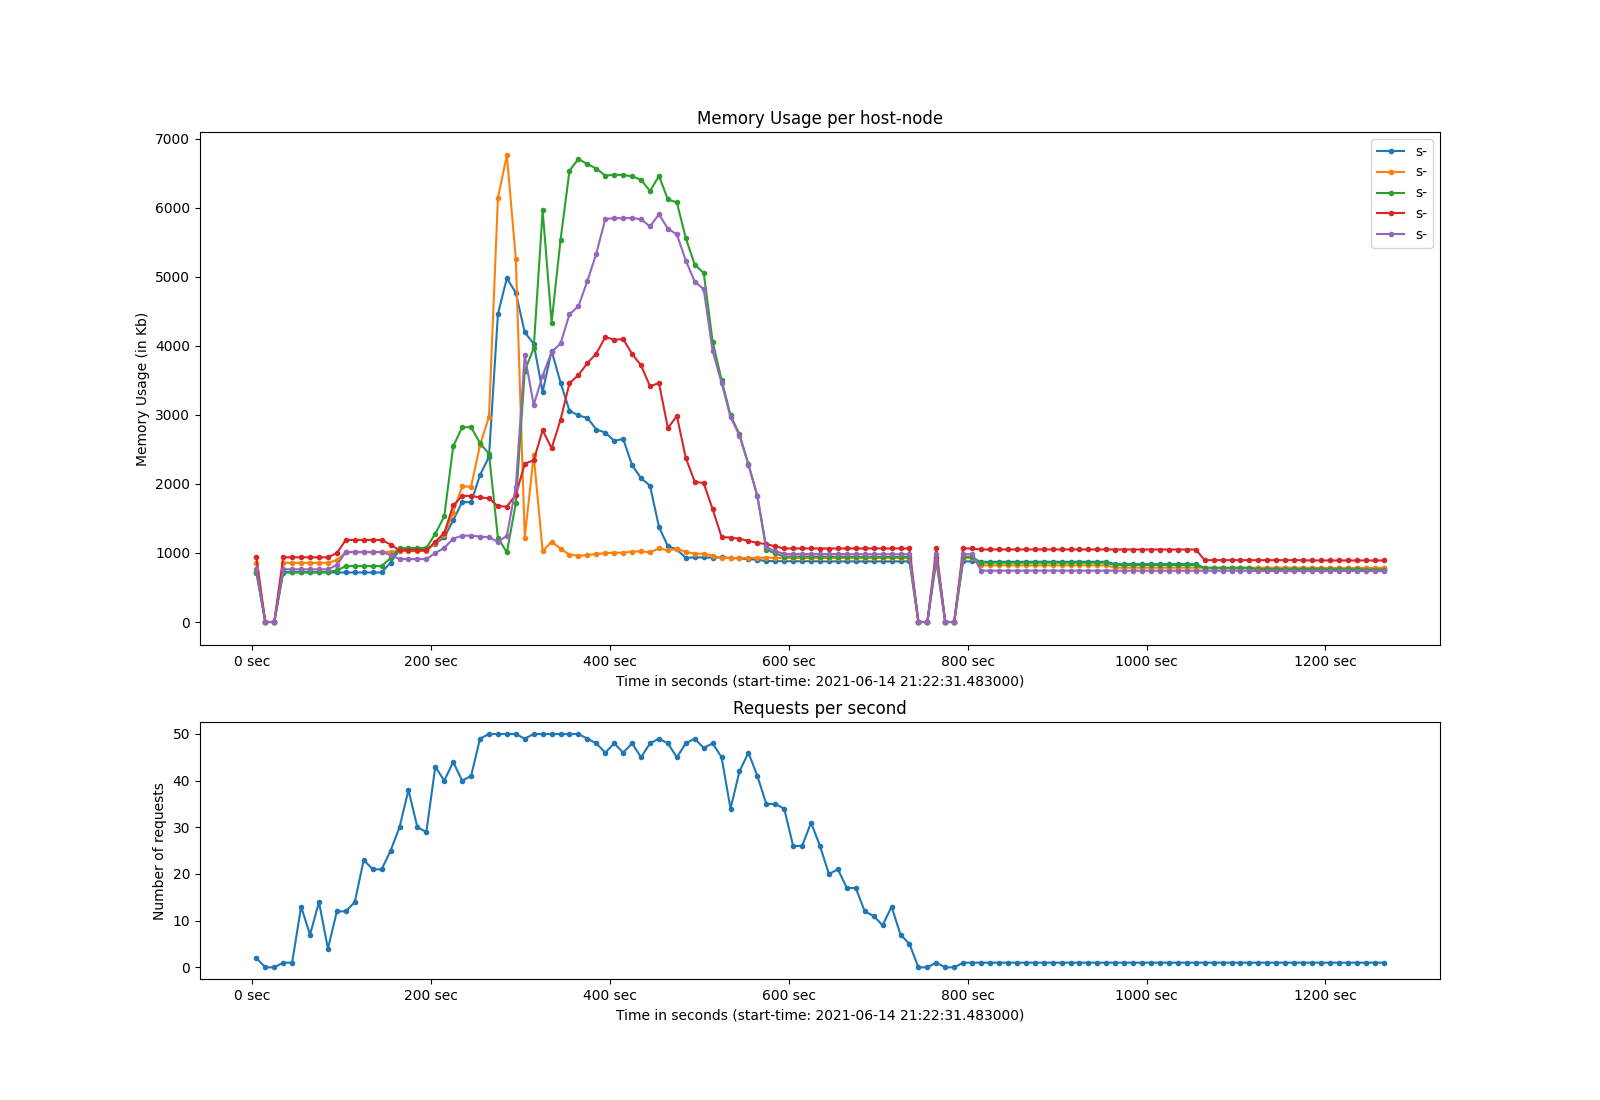 Memory Usage per host-node
7000
6000
5000
4000
3000
2000
1000
0
Memory Usage (in Kb)
s-
s-
s-
s-
s-
0 sec 200 sec 400 sec 600 sec 800 sec 1000 sec 1200 sec
Time in seconds (start-time: 2021-06-14 21:22:31.483000)
Requests per second
50
40
30
20
10
0
Number of requests
0 sec 200 sec 400 sec 600 sec 800 sec 1000 sec 1200 sec
Time in seconds (start-time: 2021-06-14 21:22:31.483000)